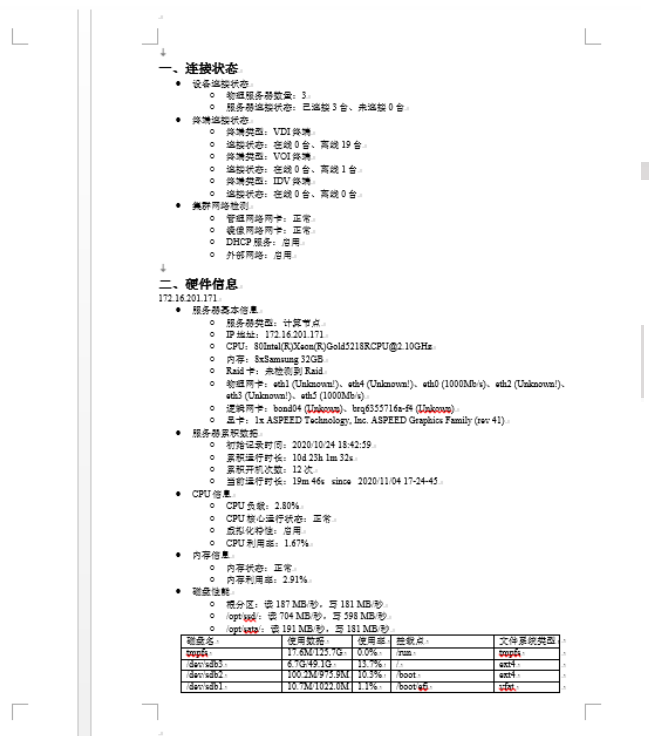 一、连接状态
设备连接状态
物理服务器数量：3
服务器连接状态：已连接 3 台、未连接 0 台
终端连接状态
终端类型：VDI 终端
连接状态：在线 0 台、离线 19 台
终端类型：VOI 终端
连接状态：在线 0 台、离线 1 台
终端类型：IDV 终端
连接状态：在线 0 台、离线 0 台
集群网络检测
管理网络网卡：正常
镜像网络网卡：正常
DHCP 服务：启用
外部网络：启用
二、硬件信息
172.16.201.171
服务器基本信息
服务器类型：计算节点
IP 地址：172.16.201.171
CPU：80Intel(R)Xeon(R)Gold5218RCPU@2.10GHz
内存：8xSamsung 32GB
Raid 卡：未检测到 Raid
物理网卡：eth1 (Unknown!)、eth4 (Unknown!)、eth0 (1000Mb/s)、eth2 (Unknown!)、
eth3 (Unknown!)、eth5 (1000Mb/s)
逻辑网卡：bond04 (Unkown)、brq6355716a-f4 (Unkown)
显卡：1x ASPEED Technology, Inc. ASPEED Graphics Family (rev 41)
服务器累积数据
初始记录时间：2020/10/24 18:42:59
累积运行时长：10d 23h 1m 32s
累积开机次数：12 次
当前运行时长：19m 46s since 2020/11/04 17-24-45
CPU 信息
CPU 负载：2.80%
CPU 核心运行状态：正常
虚拟化特性：启用
CPU 利用率：1.67%
内存信息
内存状态：正常
内存利用率：2.91%
磁盘性能
根分区：读 187 MB/秒，写 181 MB/秒
/opt/ssd/：读 704 MB/秒，写 598 MB/秒
/opt/sata/：读 191 MB/秒，写 181 MB/秒
磁盘名 使用数据 使用率 挂载点 文件系统类型
tmpfs 17.6M/125.7G 0.0% /run tmpfs
/dev/sdb3 6.7G/49.1G 13.7% / ext4
/dev/sdb2 100.2M/975.9M 10.3% /boot ext4
/dev/sdb1 10.7M/1022.0M 1.1% /boot/efi vfat